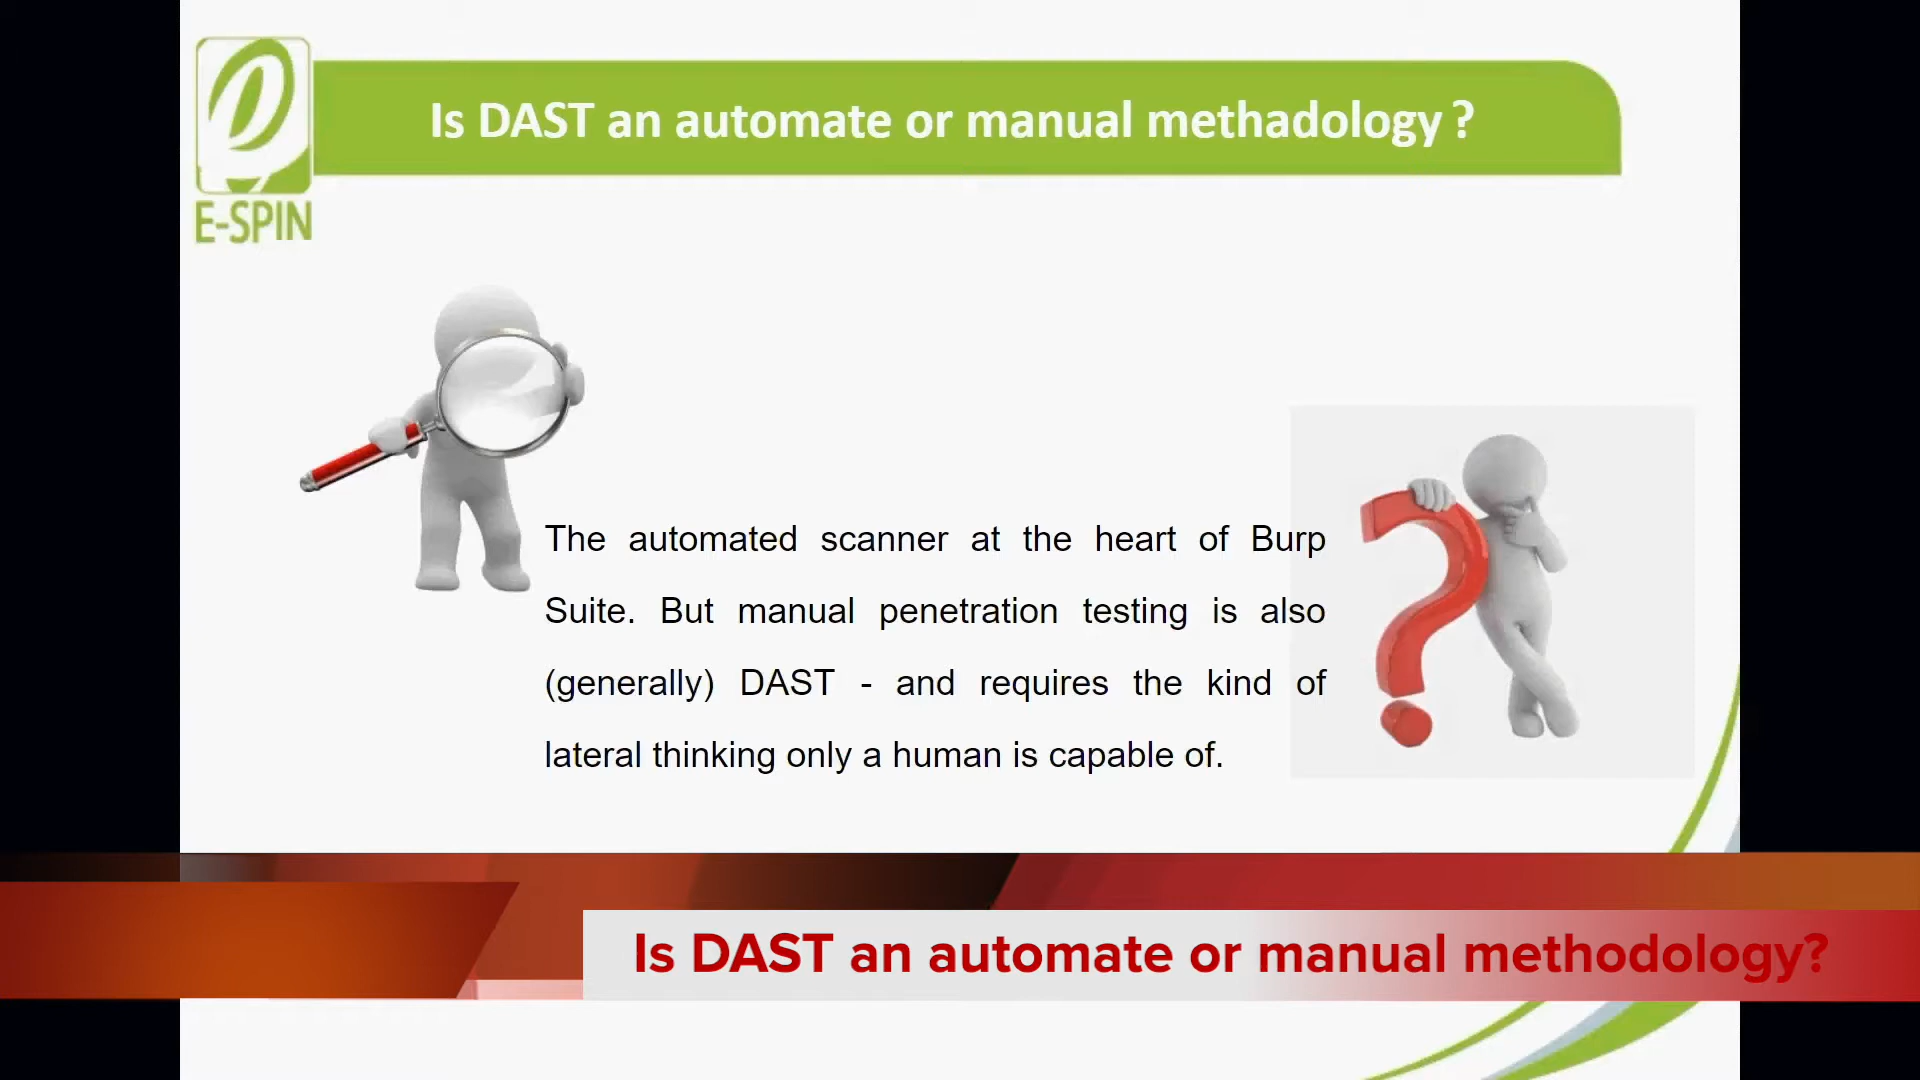 Is DAST an automate or manual methadology ?
E-SPIN
The automated scanner at the heart of Burp
Suite. But manual penetration testing is also
(generally) DAST - and requires the kind of
lateral thinking only a human is capable of.
Is DAST an automate or manual methodology?